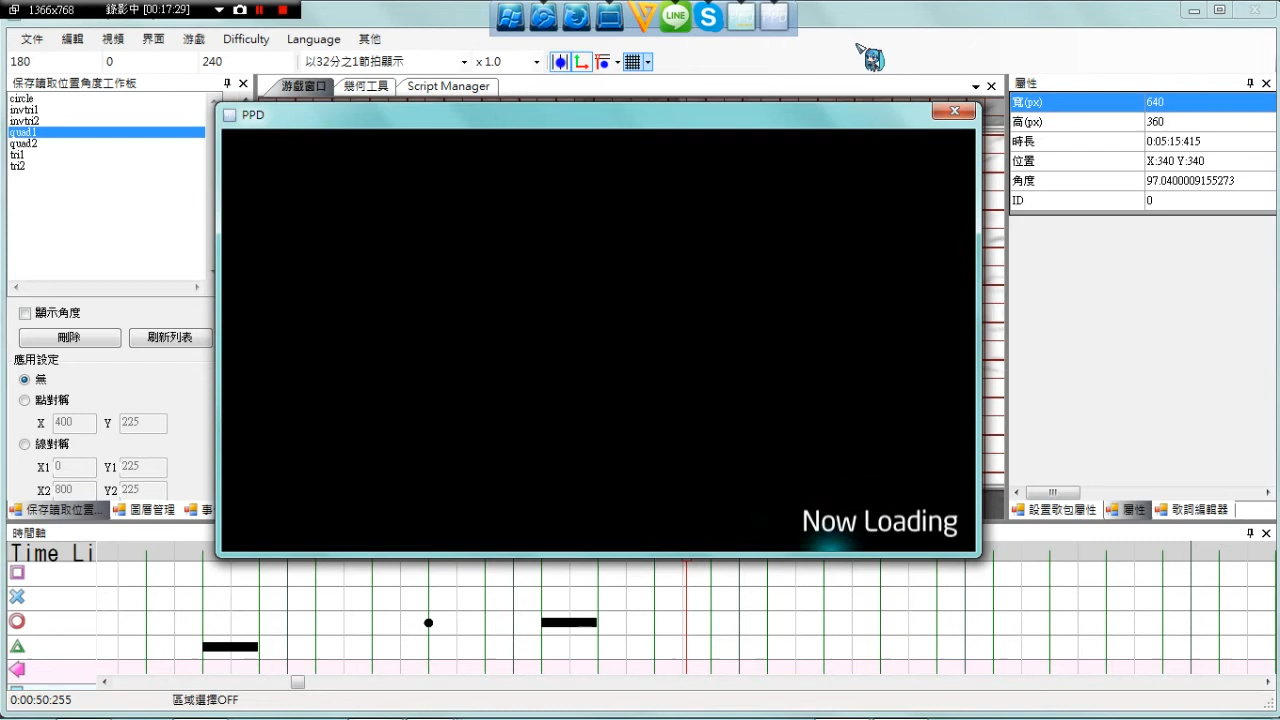 1366x768 錄影中 [00:17:29]
LINE
文件 編輯 視頻 界面 游戲 Difficulty Language 其他
180 0 240 以32分之1節拍顯示 x 1.0
保存讀取位置角度工作板
游戲窗口 幾何工具 Script Manager
屬性
circle
invtri1
invtri2
quad1
quad2
tri1
tri2
寬(px) 640
高(px) 360
時長 0:05:15:415
位置 X:340 Y:340
角度 97.0400009155273
ID 0
PPD
Now Loading
顯示角度
刪除 刷新列表
應用設定
無
點對稱
X 400 Y 225
線對稱
X1 0 Y1 225
X2 800 Y2 225
保存讀取位置... 圖層管理 事
設置歌包屬性 屬性 歌詞編輯器
時間軸
Time Li
0:00:50:255 區域選擇OFF